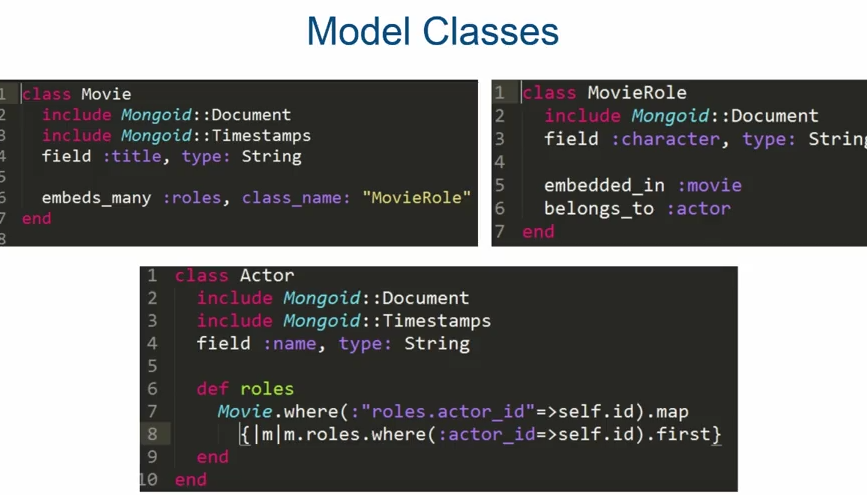 Model Classes
1 class Movie
2 include Mongoid::Document
3 include Mongoid::Timestamps
4 field :title, type: String
5
6 embeds_many :roles, class_name: "MovieRole"
7 end
8
1 class MovieRole
2 include Mongoid::Document
3 field :character, type: String
4
5 embedded_in :movie
6 belongs_to :actor
7 end
1 class Actor
2 include Mongoid::Document
3 include Mongoid::Timestamps
4 field :name, type: String
5
6 def roles
7 Movie.where(:"roles.actor_id"=>self.id).map
8 {|m|m.roles.where(:actor_id=>self.id).first}
9 end
10 end